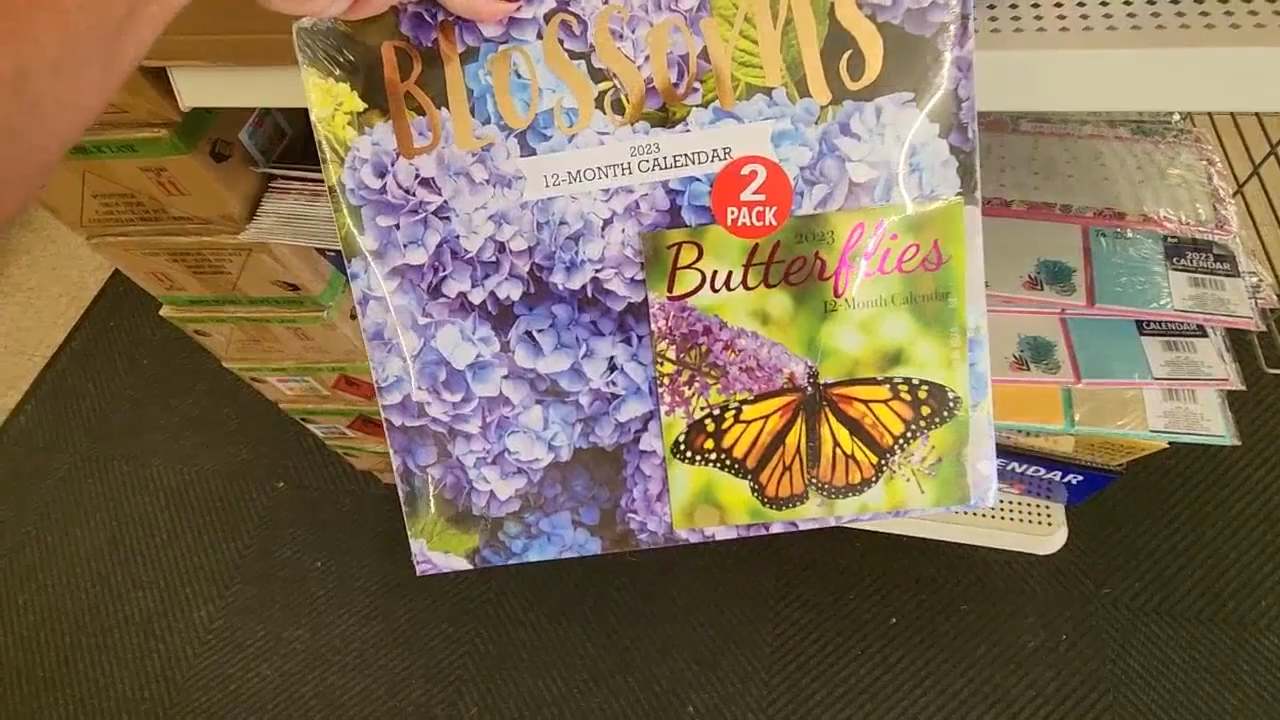 BLOSSOMS
2023
12-MONTH CALENDAR
2
PACK
2023
Butterflies
12-Month Calendar
2023
CALENDAR
CALENDAR
ENDAR